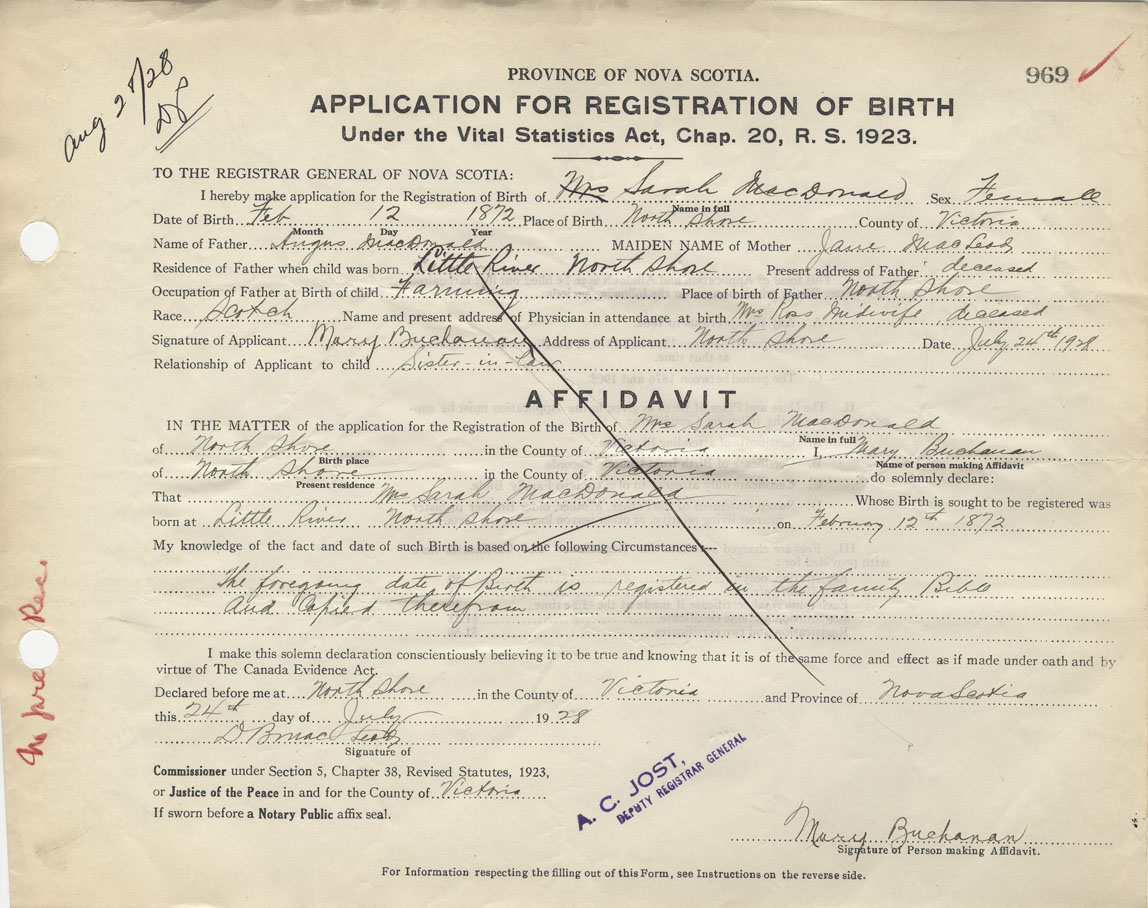 Aug 27/28
PROVINCE OF NOVA SCOTIA.
969
APPLICATION FOR REGISTRATION OF BIRTH
Under the Vital Statistics Act, Chap. 20, R. S. 1923.
TO THE REGISTRAR GENERAL OF NOVA SCOTIA:
I hereby make application for the Registration of Birth of Mrs Sarah MacDonald Sex Female
Name in full
Date of Birth Feb 12 1872 Place of Birth North Shore County of Victoria
Month Day Year
Name of Father Angus MacDonald MAIDEN NAME of Mother Jane MacLeod
Residence of Father when child was born Little River North Shore Present address of Father deceased
Occupation of Father at Birth of child Farming Place of birth of Father North Shore
Race Scotch Name and present address of Physician in attendance at birth Mrs Ross Midwife, deceased
Signature of Applicant Mary Buchanan Address of Applicant North Shore Date July 24th 1928
Relationship of Applicant to child Sister-in-law
AFFIDAVIT
IN THE MATTER of the application for the Registration of the Birth of Mrs Sarah MacDonald
Name in full
of North Shore in the County of Victoria I, Mary Buchanan
Birth place Name of person making Affidavit
of North Shore in the County of Victoria do solemnly declare:
Present residence
That Mrs Sarah MacDonald Whose Birth is sought to be registered was
born at Little River North Shore on February 12th 1872
My knowledge of the fact and date of such Birth is based on the following Circumstances:—
The foregoing date of Birth is registered in the family Bible
And Copied therefrom
I make this solemn declaration conscientiously believing it to be true and knowing that it is of the same force and effect as if made under oath and by
virtue of The Canada Evidence Act.
Declared before me at North Shore in the County of Victoria and Province of Nova Scotia
this 24th day of July 1928
D B MacLeod
Signature of
Commissioner under Section 5, Chapter 38, Revised Statutes, 1923,
or Justice of the Peace in and for the County of Victoria
If sworn before a Notary Public affix seal.
A. C. JOST,
DEPUTY REGISTRAR GENERAL
Mary Buchanan
Signature of Person making Affidavit.
For Information respecting the filling out of this Form, see Instructions on the reverse side.
No prev Rec.